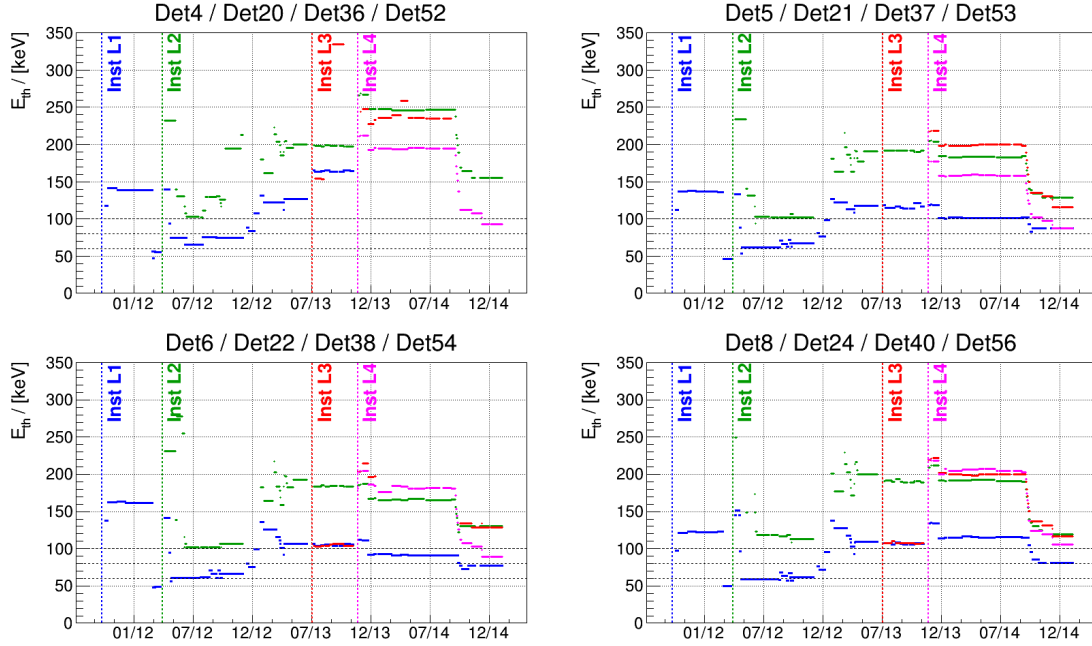 Det4 / Det20 / Det36 / Det52
E_th / [keV]
350
300
250
200
150
100
50
0
Inst L1
Inst L2
Inst L3
Inst L4
01/12 07/12 12/12 07/13 12/13 07/14 12/14
Det5 / Det21 / Det37 / Det53
E_th / [keV]
350
300
250
200
150
100
50
0
Inst L1
Inst L2
Inst L3
Inst L4
01/12 07/12 12/12 07/13 12/13 07/14 12/14
Det6 / Det22 / Det38 / Det54
E_th / [keV]
350
300
250
200
150
100
50
0
Inst L1
Inst L2
Inst L3
Inst L4
01/12 07/12 12/12 07/13 12/13 07/14 12/14
Det8 / Det24 / Det40 / Det56
E_th / [keV]
350
300
250
200
150
100
50
0
Inst L1
Inst L2
Inst L3
Inst L4
01/12 07/12 12/12 07/13 12/13 07/14 12/14